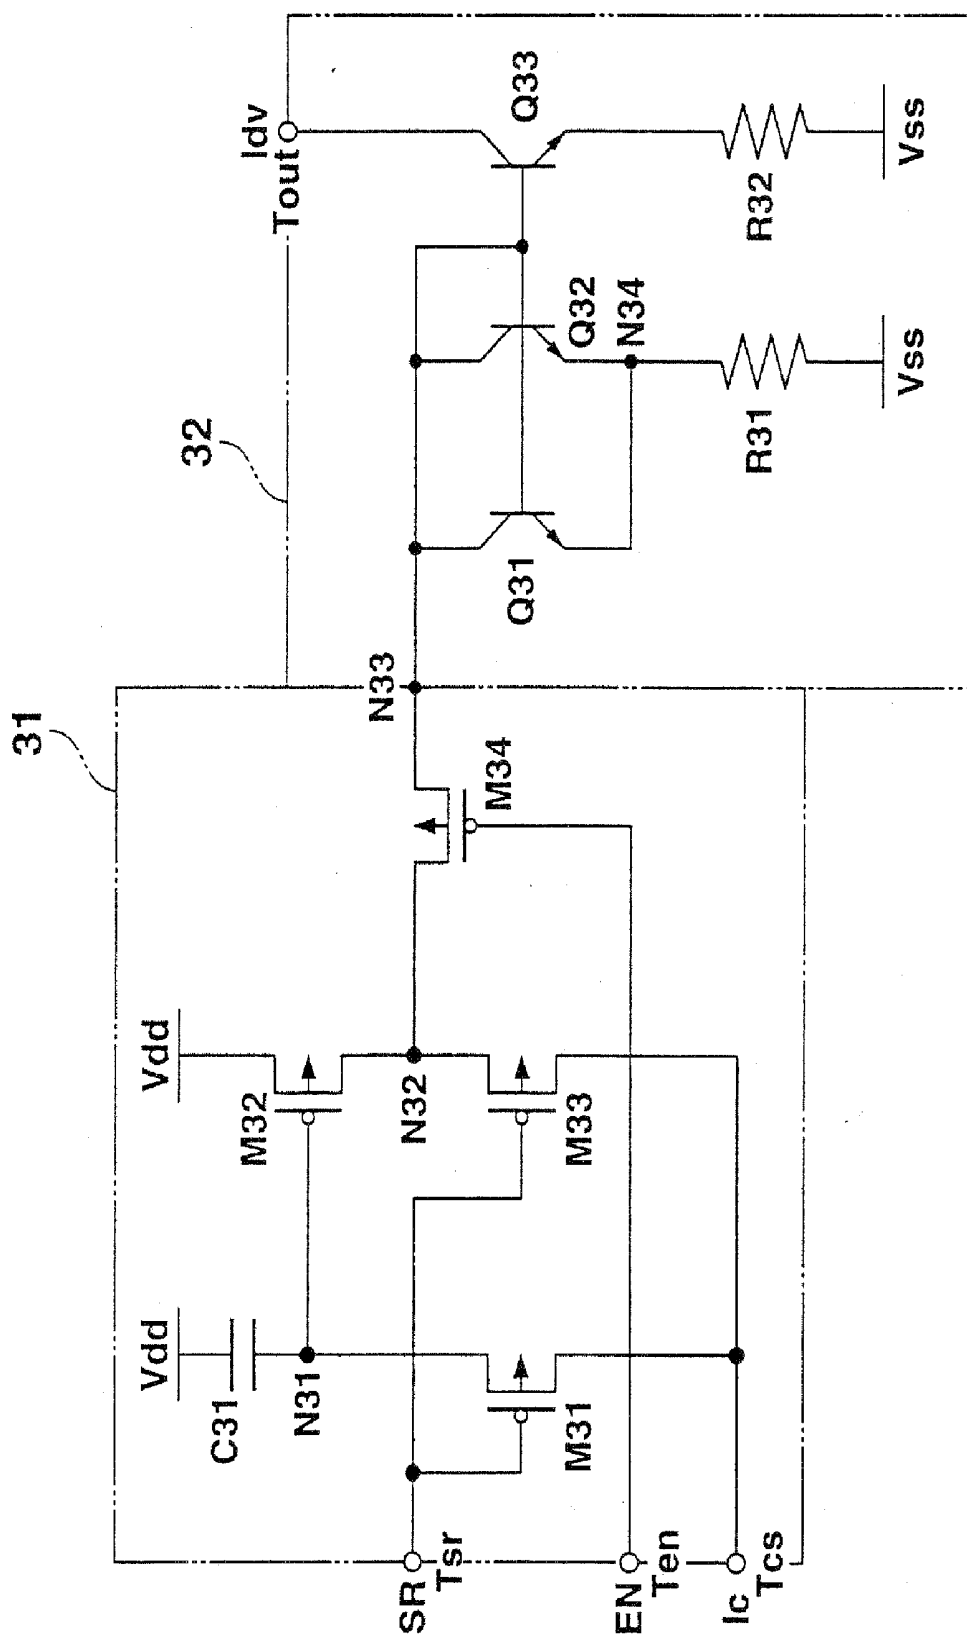 31
32
Vdd
Vdd
C31
N31
M32
N32
M33
M31
M34
N33
SR
Tsr
EN
Ten
Ic
Tcs
Idv
Tout
Q31
Q32
Q33
N34
R31
R32
Vss
Vss